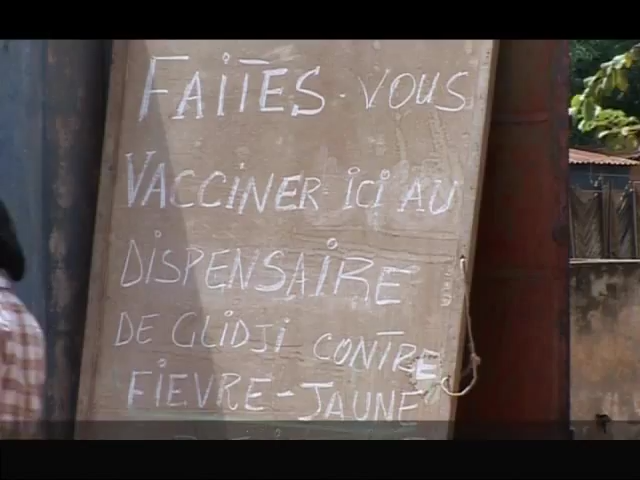 FAITES-VOUS
VACCINER ICI AU
DISPENSAIRE
DE GLIDJI CONTRE
FIEVRE-JAUNE